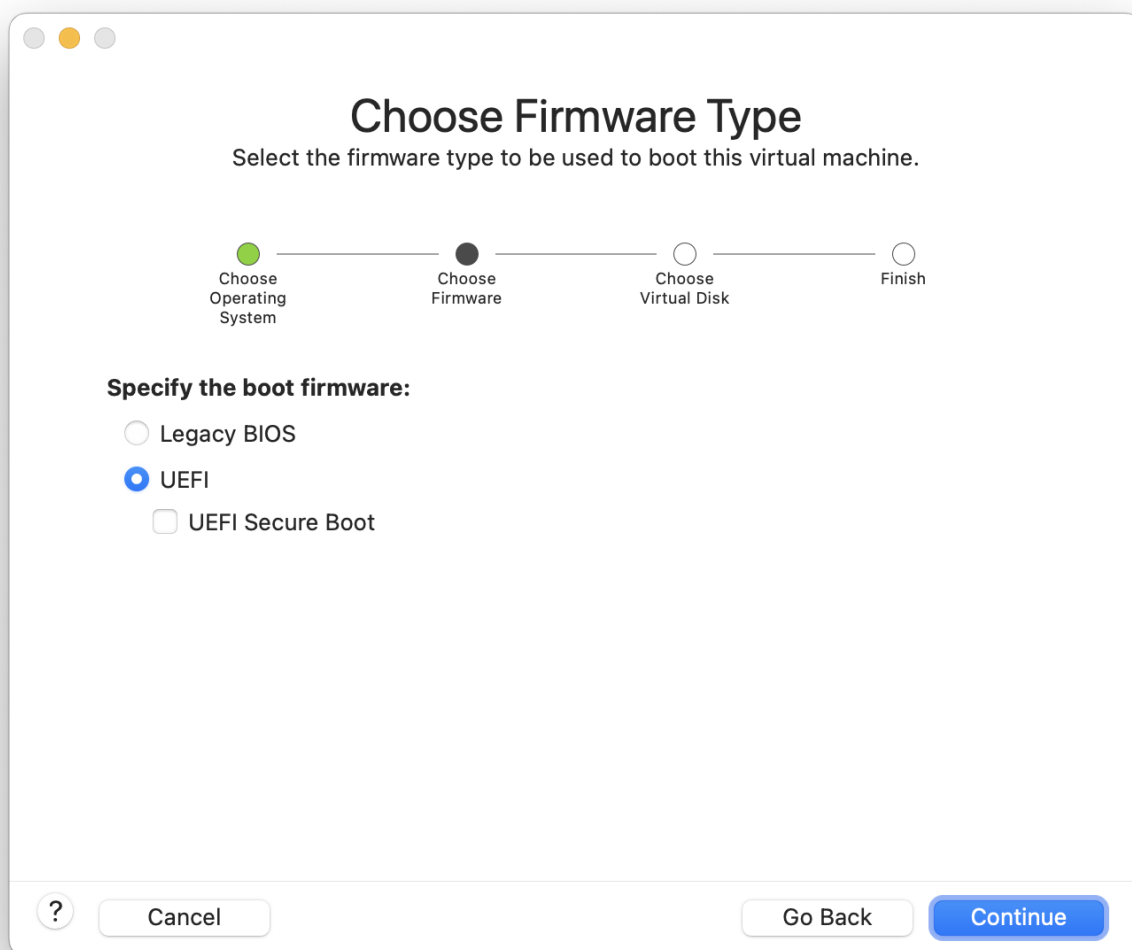 Choose Firmware Type
Select the firmware type to be used to boot this virtual machine.
Choose
Operating
System
Choose
Firmware
Choose
Virtual Disk
Finish
Specify the boot firmware:
Legacy BIOS
UEFI
UEFI Secure Boot
?
Cancel
Go Back
Continue